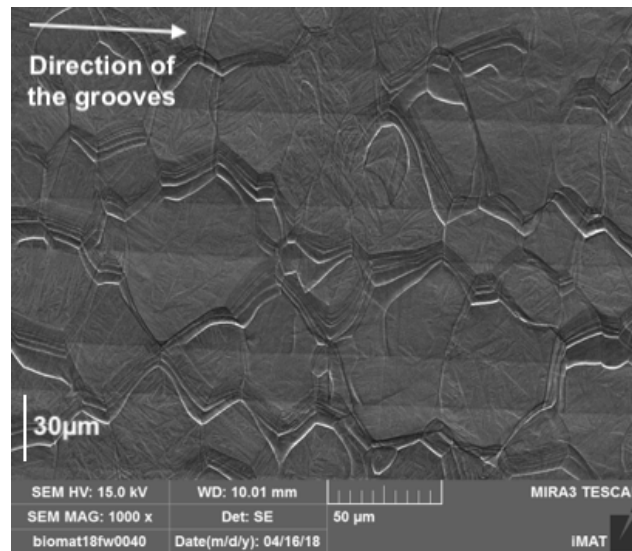 Direction of
the grooves
30µm
SEM HV: 15.0 kV
WD: 10.01 mm
MIRA3 TESCA
SEM MAG: 1000 x
Det: SE
50 µm
biomat18fw0040
Date(m/d/y): 04/16/18
iMAT